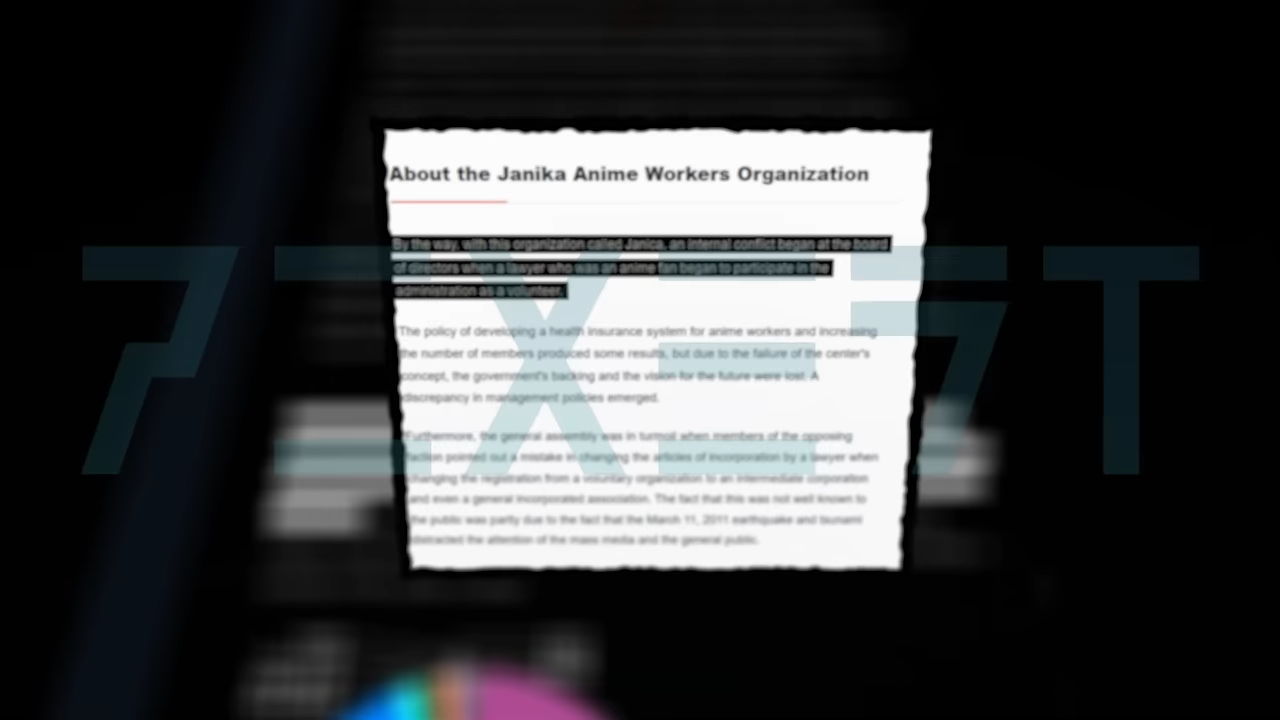 About the Janika Anime Workers Organization
By the way, with this organization called Janica, an internal conflict began at the board
of directors when a lawyer who was an anime fan began to participate in the
administration as a volunteer.
The policy of developing a health insurance system for anime workers and increasing
the number of members produced some results, but due to the failure of the center's
concept, the government's backing and the vision for the future were lost. A
discrepancy in management policies emerged.
Furthermore, the general assembly was in turmoil when members of the opposing
faction pointed out a mistake in changing the articles of incorporation by a lawyer when
changing the registration from a voluntary organization to an intermediate corporation
and even a general incorporated association. The fact that this was not well known to
the public was partly due to the fact that the March 11, 2011 earthquake and tsunami
distracted the attention of the mass media and the general public.